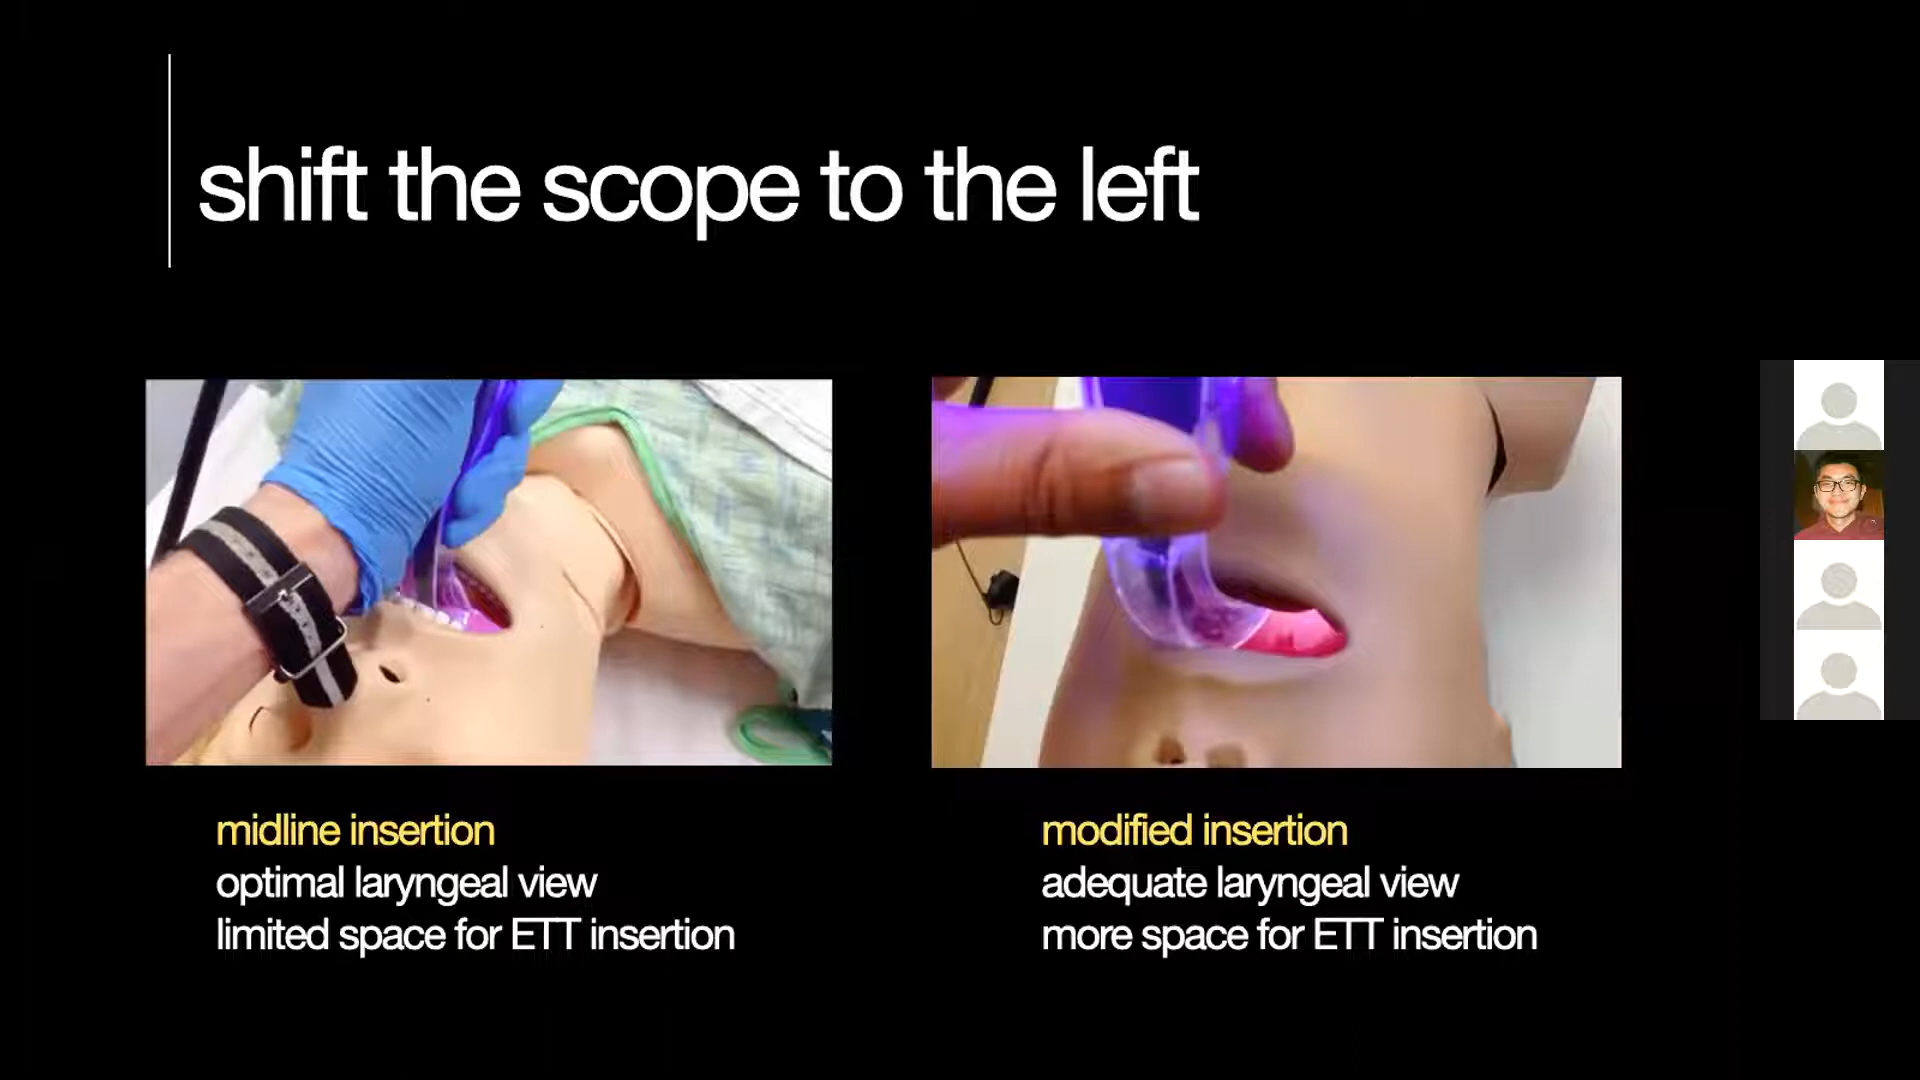 shift the scope to the left
midline insertion
optimal laryngeal view
limited space for ETT insertion
modified insertion
adequate laryngeal view
more space for ETT insertion